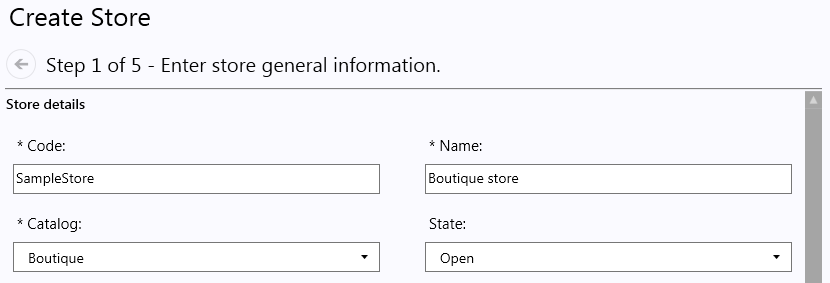 Create Store
Step 1 of 5 - Enter store general information.
Store details
* Code:
* Name:
SampleStore
Boutique store
* Catalog:
State:
Boutique
Open